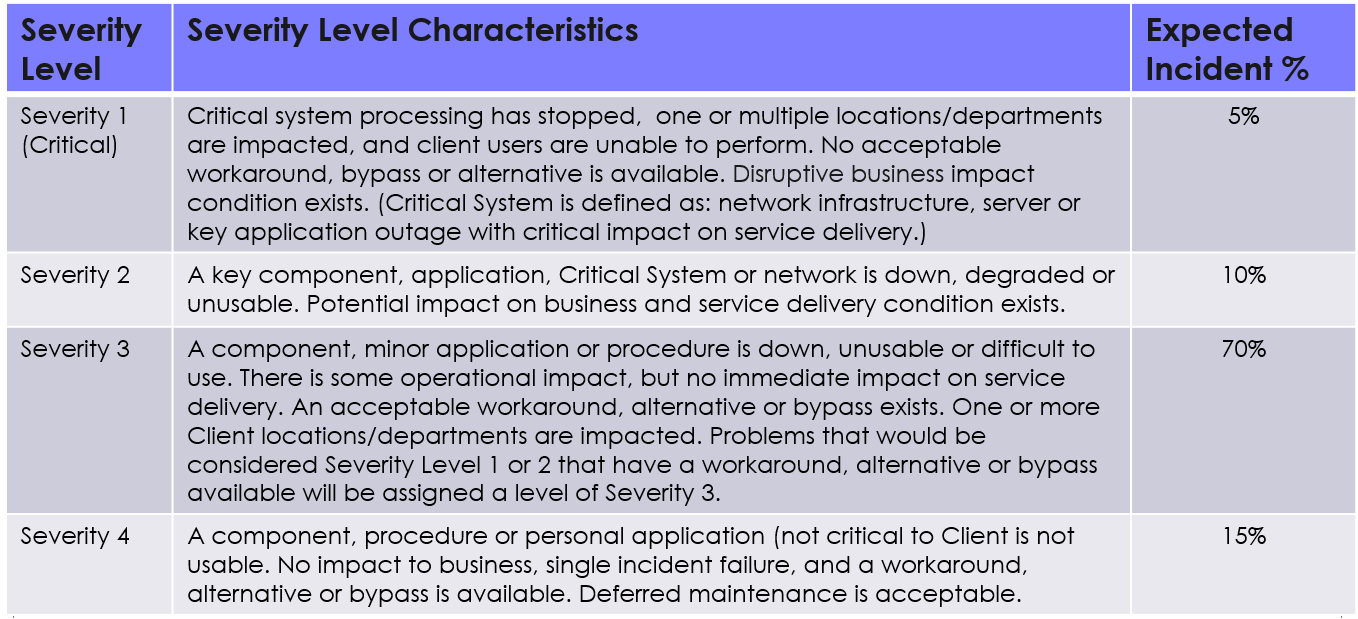 Severity Level
Severity Level Characteristics
Expected Incident %
Severity 1
(Critical)
Critical system processing has stopped,  one or multiple locations/departments
are impacted, and client users are unable to perform. No acceptable
workaround, bypass or alternative is available. Disruptive business impact
condition exists. (Critical System is defined as: network infrastructure, server or
key application outage with critical impact on service delivery.)
5%
Severity 2
A key component, application, Critical System or network is down, degraded or
unusable. Potential impact on business and service delivery condition exists.
10%
Severity 3
A component, minor application or procedure is down, unusable or difficult to
use. There is some operational impact, but no immediate impact on service
delivery. An acceptable workaround, alternative or bypass exists. One or more
Client locations/departments are impacted. Problems that would be
considered Severity Level 1 or 2 that have a workaround, alternative or bypass
available will be assigned a level of Severity 3.
70%
Severity 4
A component, procedure or personal application (not critical to Client is not
usable. No impact to business, single incident failure, and a workaround,
alternative or bypass is available. Deferred maintenance is acceptable.
15%